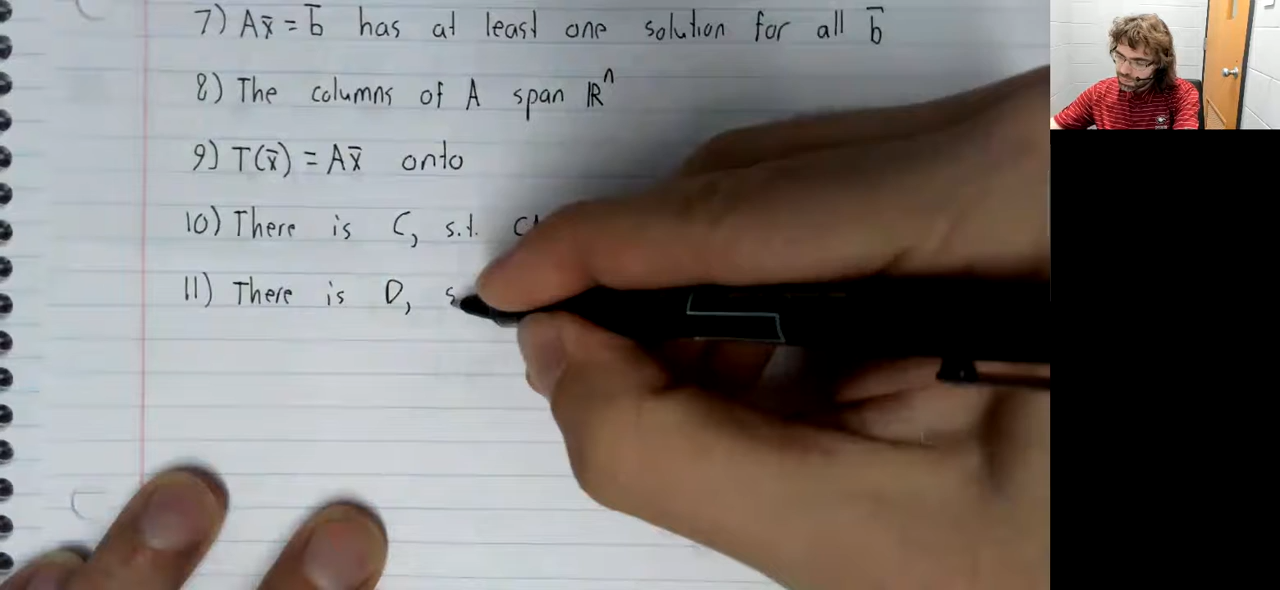 7) Ax̄ = b̄ has at least one solution for all b̄
8) The columns of A span ℝⁿ
9) T(x̄) = Ax̄ onto
10) There is C, s.t.
11) There is D,